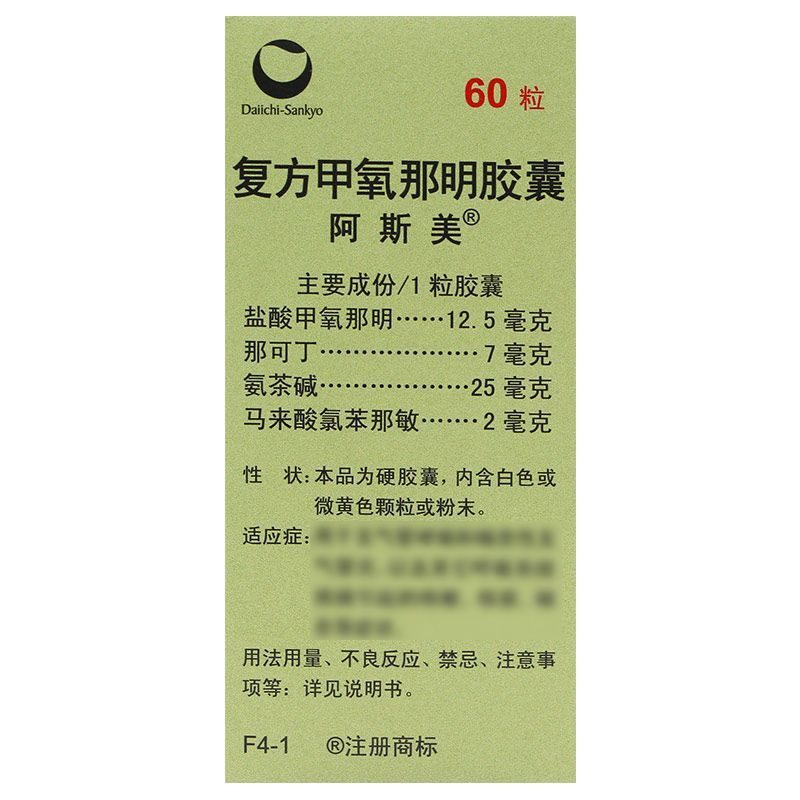 Daiichi-Sankyo
60 粒
复方甲氧那明胶囊
阿斯美®
主要成份/1粒胶囊
盐酸甲氧那明……12.5毫克
那可丁…………………7毫克
氨茶碱………………25毫克
马来酸氯苯那敏……·2毫克
性 状:本品为硬胶囊,内含白色或
微黄色颗粒或粉末。
适应症:
用法用量、不良反应、禁忌、注意事
项等:详见说明书。
F4-1 ®注册商标